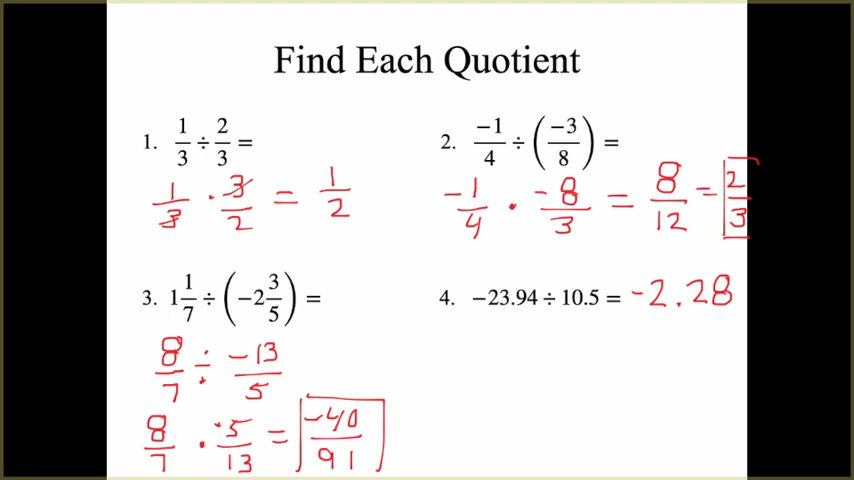 Find Each Quotient
1. 1/3 ÷ 2/3 =
1/3 · 3/2 = 1/2
2. -1/4 ÷ (-3/8) =
-1/4 · -8/3 = 8/12 = 2/3
3. 1 1/7 ÷ (-2 3/5) =
8/7 ÷ -13/5
8/7 · -5/13 = -40/91
4. -23.94 ÷ 10.5 = -2.28